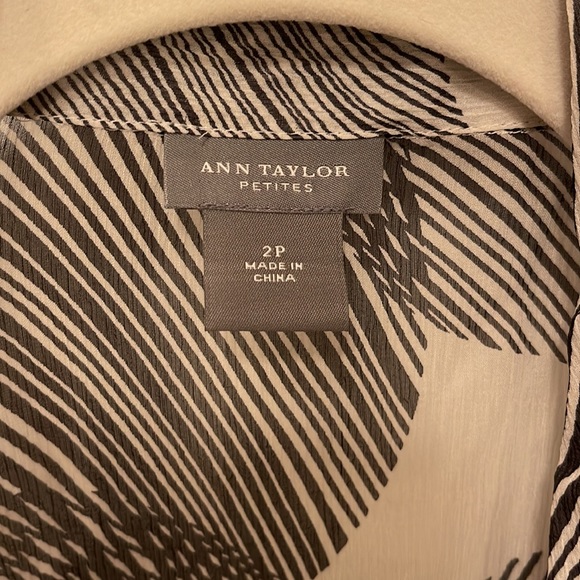 ANN TAYLOR
PETITES
2P
MADE IN
CHINA